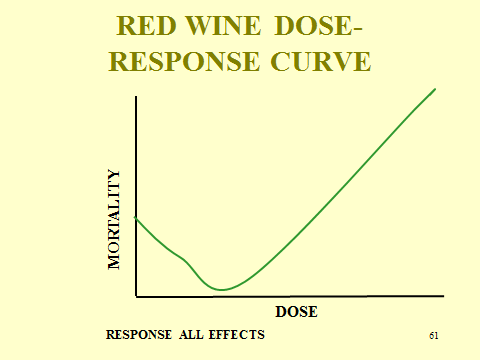 RED WINE DOSE-
RESPONSE CURVE
MORTALITY
DOSE
RESPONSE ALL EFFECTS
61